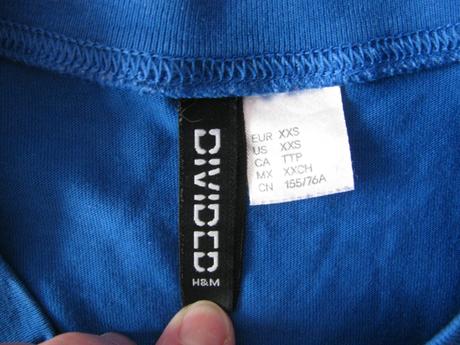 DIVIDED
H&M
EUR XXS
US XXS
CA TTP
MX XXCH
CN 155/76A